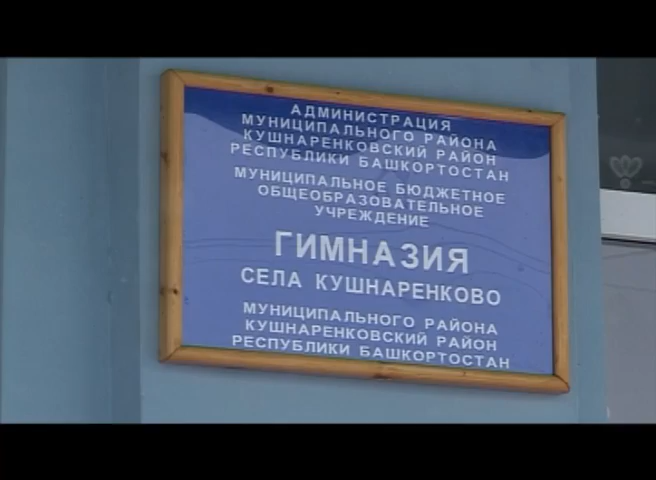 АДМИНИСТРАЦИЯ
МУНИЦИПАЛЬНОГО РАЙОНА
КУШНАРЕНКОВСКИЙ РАЙОН
РЕСПУБЛИКИ БАШКОРТОСТАН
МУНИЦИПАЛЬНОЕ БЮДЖЕТНОЕ
ОБЩЕОБРАЗОВАТЕЛЬНОЕ
УЧРЕЖДЕНИЕ
ГИМНАЗИЯ
СЕЛА КУШНАРЕНКОВО
МУНИЦИПАЛЬНОГО РАЙОНА
КУШНАРЕНКОВСКИЙ РАЙОН
РЕСПУБЛИКИ БАШКОРТОСТАН